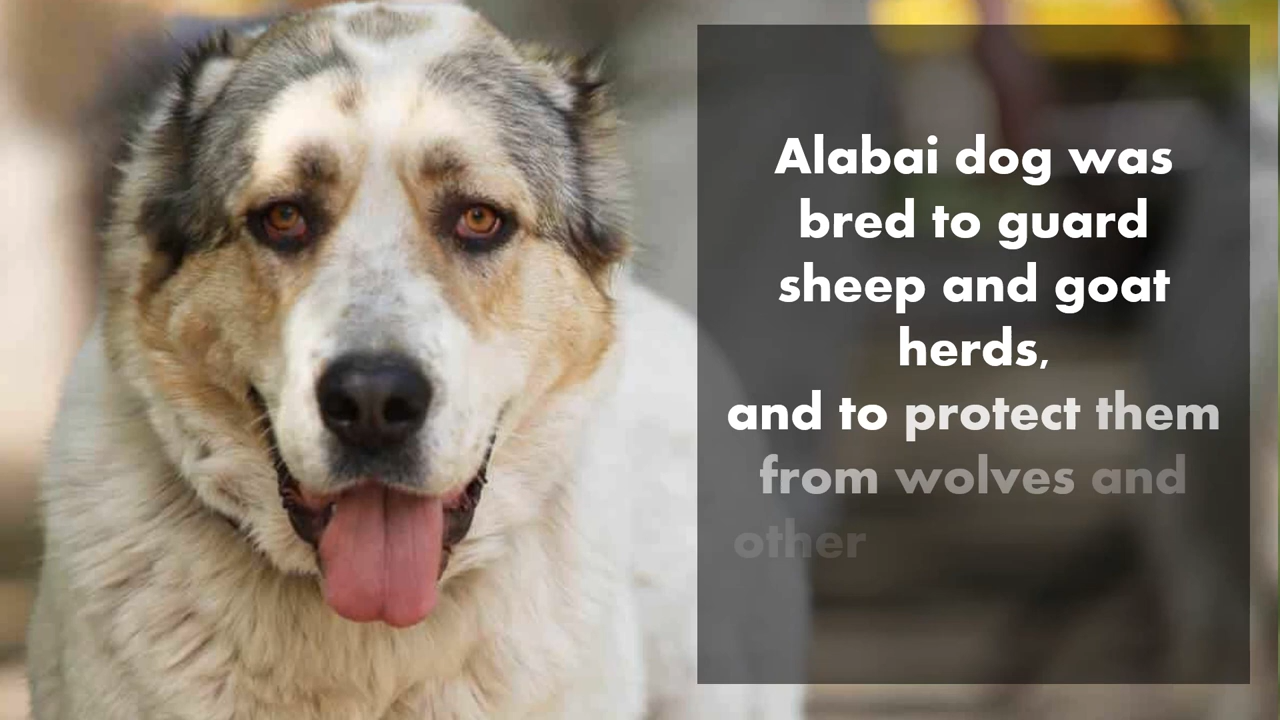 Alabai dog was
bred to guard
sheep and goat
herds,
and to protect them
from wolves and
other